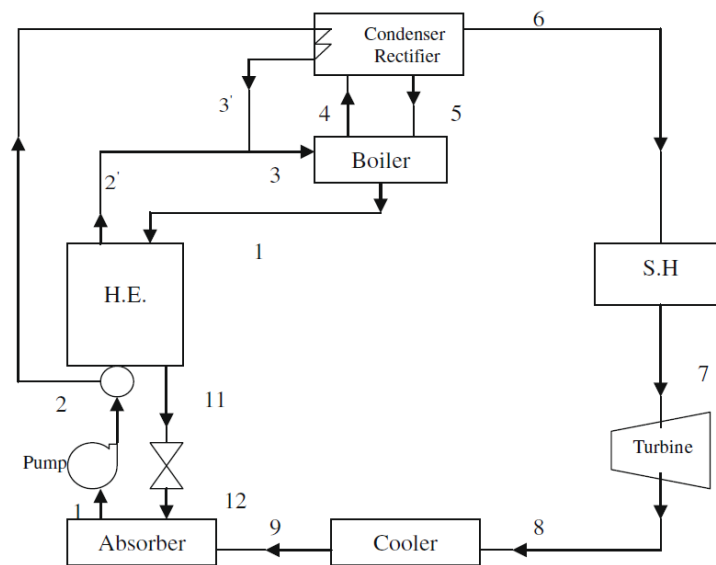 6
Condenser
Rectifier
3'
4
5
Boiler
3
2'
1
H.E.
S.H
2
11
7
Pump
Turbine
1
12
9
8
Absorber
Cooler